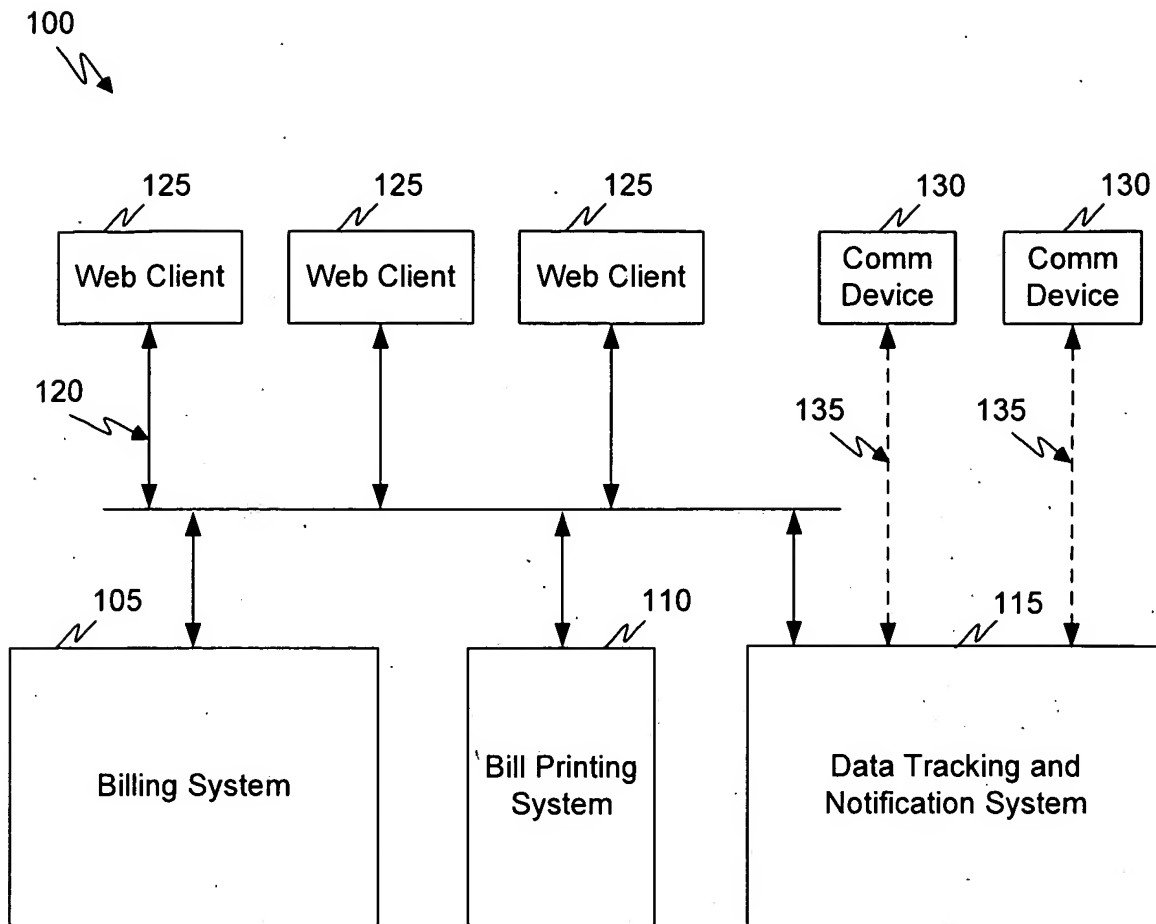 100
125
125
125
130
130
Web Client
Web Client
Web Client
Comm
Device
Comm
Device
120
135
135
105
110
115
Billing System
Bill Printing
System
Data Tracking and
Notification System